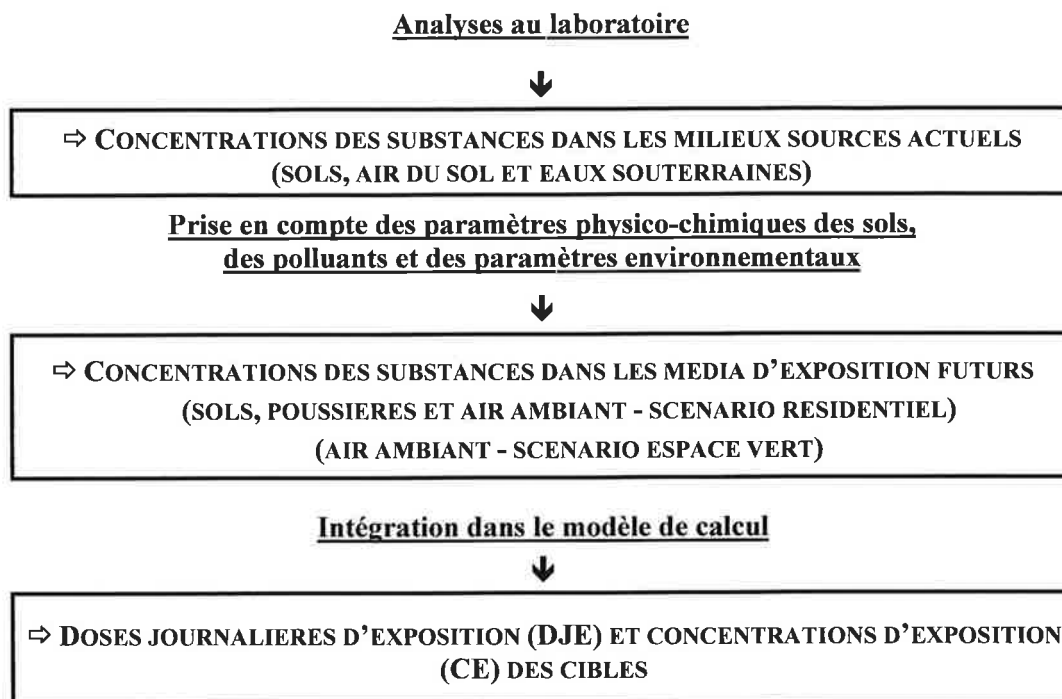 Analyses au laboratoire
⇨ CONCENTRATIONS DES SUBSTANCES DANS LES MILIEUX SOURCES ACTUELS
(SOLS, AIR DU SOL ET EAUX SOUTERRAINES)
Prise en compte des paramètres physico-chimiques des sols,
des polluants et des paramètres environnementaux
⇨ CONCENTRATIONS DES SUBSTANCES DANS LES MEDIA D'EXPOSITION FUTURS
(SOLS, POUSSIERES ET AIR AMBIANT - SCENARIO RESIDENTIEL)
(AIR AMBIANT - SCENARIO ESPACE VERT)
Intégration dans le modèle de calcul
⇨ DOSES JOURNALIERES D'EXPOSITION (DJE) ET CONCENTRATIONS D'EXPOSITION
(CE) DES CIBLES